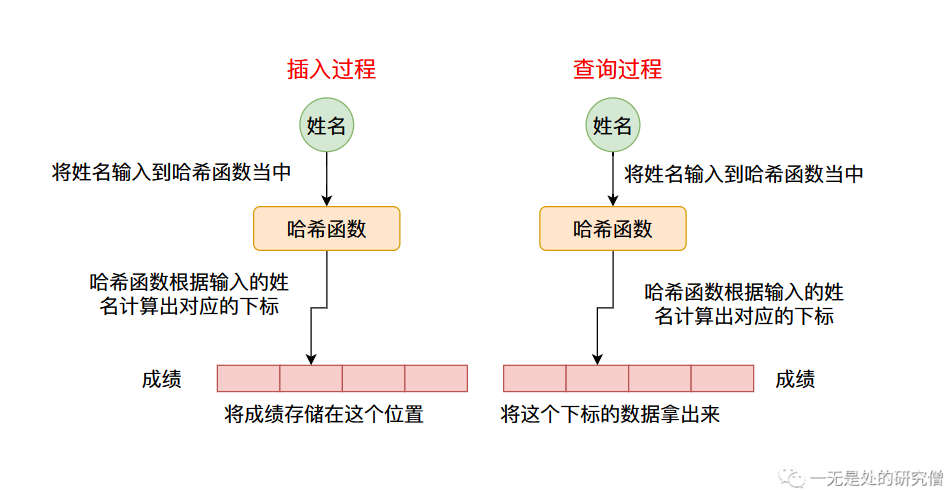 插入过程
查询过程
姓名
姓名
将姓名输入到哈希函数当中
将姓名输入到哈希函数当中
哈希函数
哈希函数
哈希函数根据输入的姓
名计算出对应的下标
哈希函数根据输入的姓
名计算出对应的下标
成绩
成绩
将成绩存储在这个位置
将这个下标的数据拿出来
一无是处的研究僧